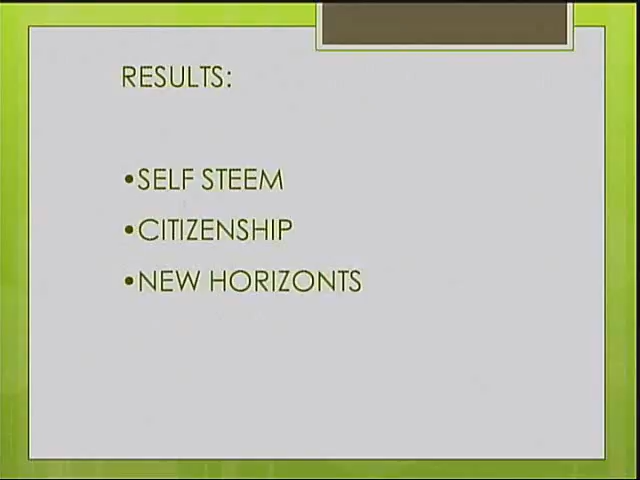 RESULTS:
•SELF STEEM
•CITIZENSHIP
•NEW HORIZONTS